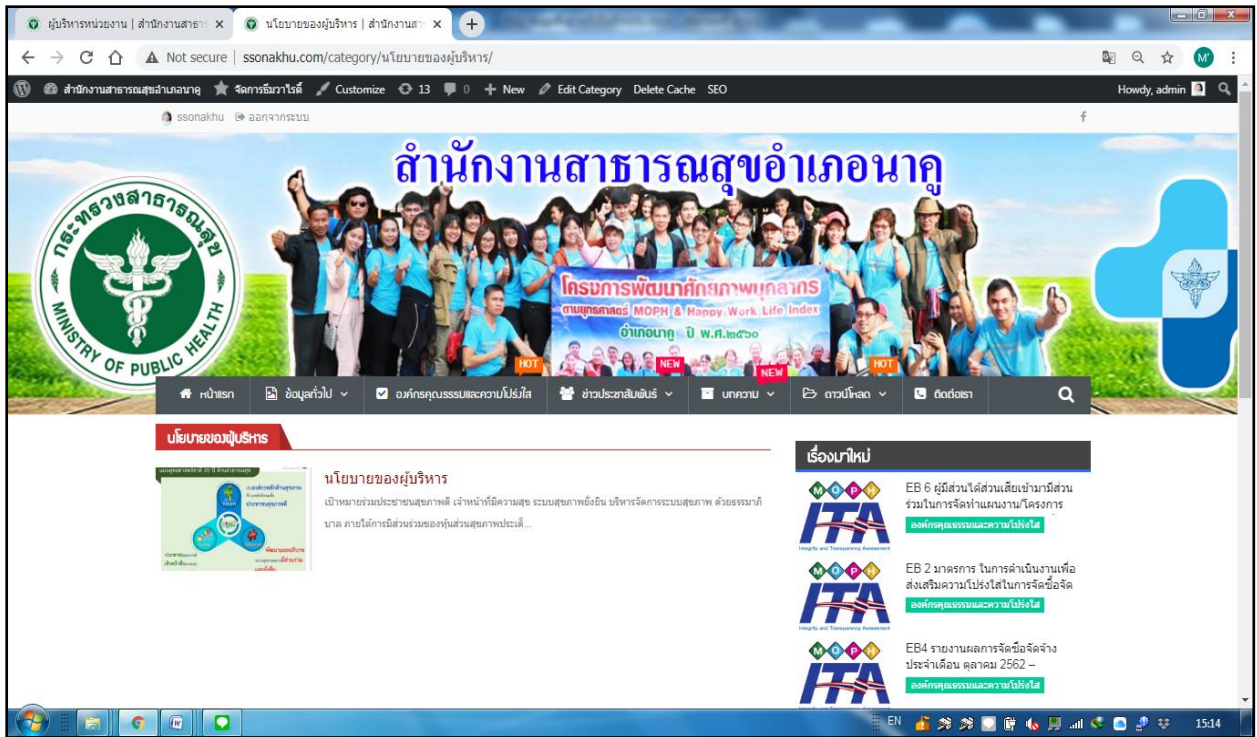 ผู้บริหารหน่วยงาน | สำนักงานสาธาร
นโยบายของผู้บริหาร | สำนักงานสา
Not secure
ssonakhu.com/category/นโยบายของผู้บริหาร/
M
สำนักงานสาธารณสุขอำเภอนาคู
จัดการธีมวาไรตี้
Customize
13
0
New
Edit Category
Delete Cache
SEO
Howdy, admin
ssonakhu
ออกจากระบบ
สำนักงานสาธารณสุขอำเภอนาคู
กระทรวงสาธารณสุข
MINISTRY OF PUBLIC HEALTH
โครงการพัฒนาศักยภาพบุคลากร
ตามยุทธศาสตร์ MOPH & Happy Work Life Index
อำเภอนาคู ปี พ.ศ.๒๕๖๐
HOT
NEW
NEW
HOT
หน้าแรก
ข้อมูลทั่วไป
องค์กรคุณธรรมและความโปร่งใส
ข่าวประชาสัมพันธ์
บทความ
ดาวน์โหลด
ติดต่อเรา
นโยบายของผู้บริหาร
นโยบายของผู้บริหาร
เป้าหมายร่วมประชาชนสุขภาพดี เจ้าหน้าที่มีความสุข ระบบสุขภาพยั่งยืน บริหารจัดการระบบสุขภาพ ด้วยธรรมาภิ
บาล ภายใต้การมีส่วนร่วมของหุ้นส่วนสุขภาพประเด็...
เรื่องมาใหม่
MOPH
ITA
Integrity and Transparency Assessment
EB 6 ผู้มีส่วนได้ส่วนเสียเข้ามามีส่วน
ร่วมในการจัดทำแผนงาน/โครงการ
องค์กรคุณธรรมและความโปร่งใส
MOPH
ITA
Integrity and Transparency Assessment
EB 2 มาตรการ ในการดำเนินงานเพื่อ
ส่งเสริมความโปร่งใสในการจัดซื้อจัด
องค์กรคุณธรรมและความโปร่งใส
MOPH
ITA
EB4 รายงานผลการจัดซื้อจัดจ้าง
ประจำเดือน ตุลาคม 2562 –
องค์กรคุณธรรมและความโปร่งใส
EN
15:14